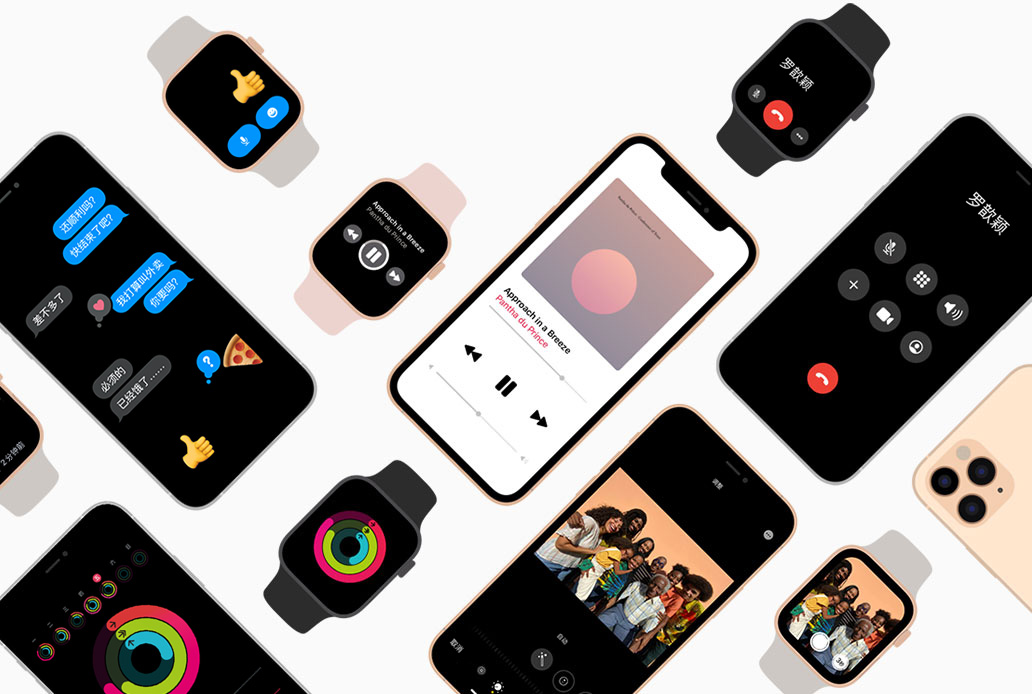 罗歆颖
还顺利吗?
快结束了吧?
我打算叫外卖
你要吗?
差不多了
?
必须的
已经饿了……
2 分钟前
Approach in a Breeze
Pantha du Prince
Approach in a Breeze
Pantha du Prince
罗歆颖
调整
自动
取消